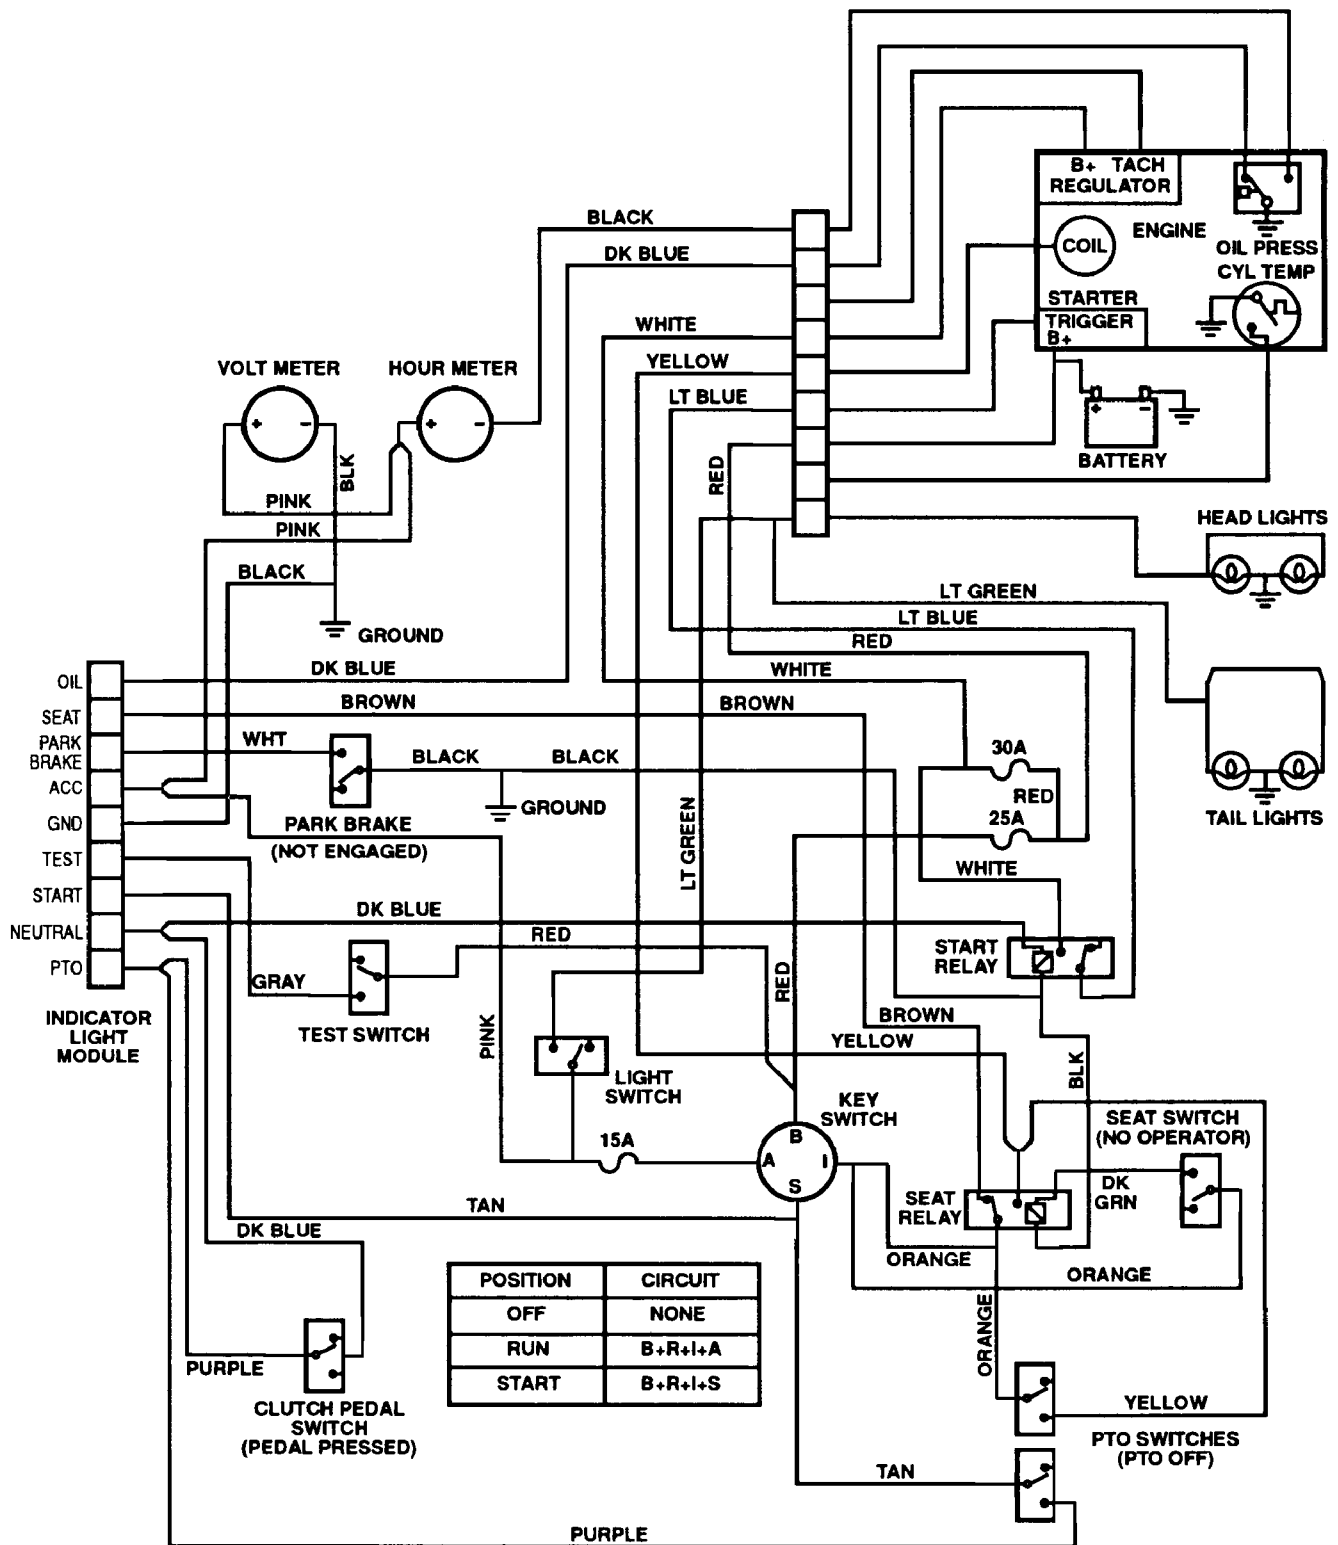 B+ TACH
REGULATOR
COIL
ENGINE
OIL PRESS
CYL TEMP
STARTER
TRIGGER
B+
BLACK
DK BLUE
WHITE
YELLOW
LT BLUE
RED
VOLT METER
HOUR METER
+
-
+
-
BLK
PINK
PINK
BLACK
GROUND
+
-
BATTERY
HEAD LIGHTS
LT GREEN
LT BLUE
RED
WHITE
TAIL LIGHTS
OIL
SEAT
PARK
BRAKE
ACC
GND
TEST
START
NEUTRAL
PTO
INDICATOR
LIGHT
MODULE
DK BLUE
BROWN
BROWN
WHT
BLACK
BLACK
GROUND
PARK BRAKE
(NOT ENGAGED)
LT GREEN
30A
RED
25A
WHITE
DK BLUE
RED
GRAY
TEST SWITCH
START
RELAY
RED
BROWN
YELLOW
BLK
PINK
LIGHT
SWITCH
15A
KEY
SWITCH
B
A
I
S
SEAT SWITCH
(NO OPERATOR)
DK
GRN
SEAT
RELAY
ORANGE
ORANGE
ORANGE
TAN
DK BLUE
PURPLE
CLUTCH PEDAL
SWITCH
(PEDAL PRESSED)
POSITION CIRCUIT
OFF NONE
RUN B+R+I+A
START B+R+I+S
YELLOW
PTO SWITCHES
(PTO OFF)
TAN
PURPLE